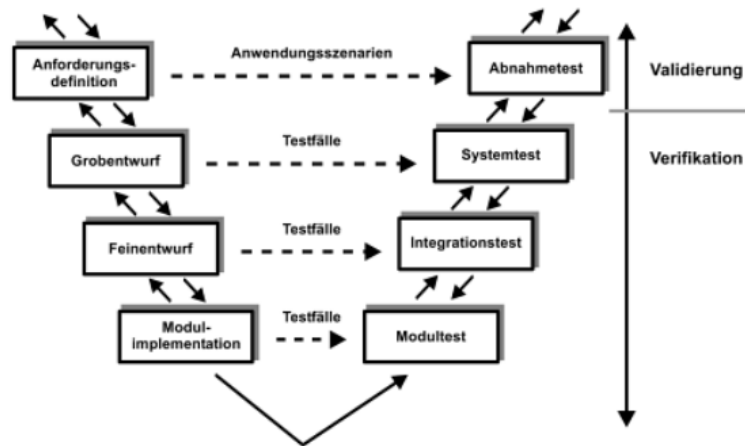 Anwendungsszenarien
Anforderungs-
definition
Abnahmetest
Validierung
Testfälle
Grobentwurf
Systemtest
Verifikation
Testfälle
Feinentwurf
Integrationstest
Testfälle
Modul-
implementation
Modultest